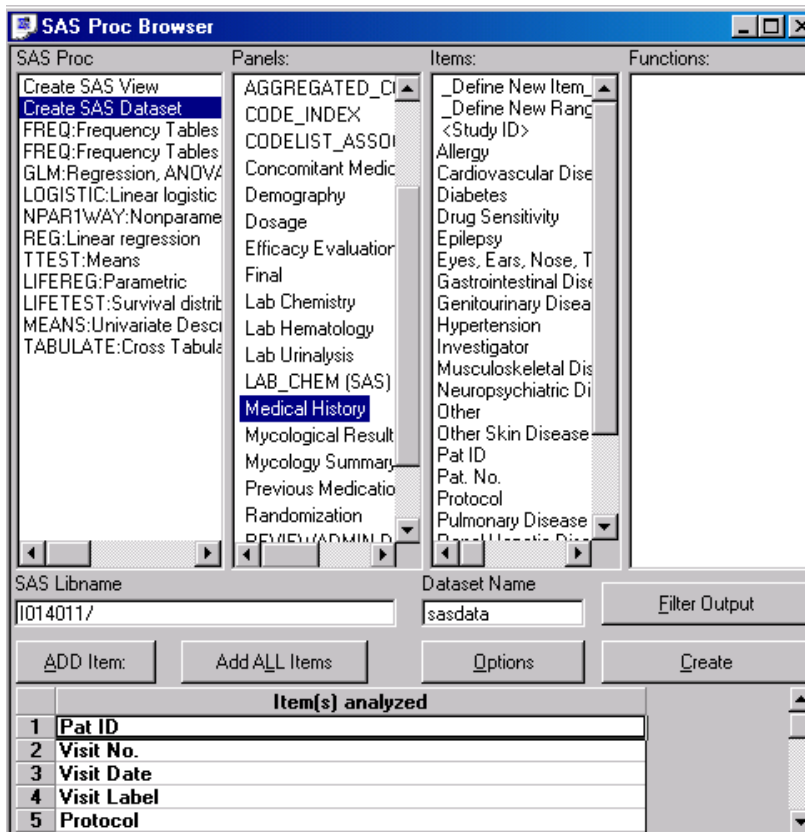 SAS Proc Browser
SAS Proc
Create SAS View
Create SAS Dataset
FREQ:Frequency Tables
FREQ:Frequency Tables
GLM:Regression, ANOVA
LOGISTIC:Linear logistic
NPAR1WAY:Nonparame
REG:Linear regression
TTEST:Means
LIFEREG:Parametric
LIFETEST:Survival distrib
MEANS:Univariate Descr
TABULATE:Cross Tabula
Panels:
AGGREGATED_C
CODE_INDEX
CODELIST_ASSO
Concomitant Medic
Demography
Dosage
Efficacy Evaluation
Final
Lab Chemistry
Lab Hematology
Lab Urinalysis
LAB_CHEM (SAS)
Medical History
Mycological Result
Mycology Summary
Previous Medicatio
Randomization
Items:
_Define New Item_
_Define New Rang
<Study ID>
Allergy
Cardiovascular Dise
Diabetes
Drug Sensitivity
Epilepsy
Eyes, Ears, Nose, T
Gastrointestinal Dise
Genitourinary Disea
Hypertension
Investigator
Musculoskeletal Dis
Neuropsychiatric Di
Other
Other Skin Disease
Pat ID
Pat. No.
Protocol
Pulmonary Disease
Functions:
SAS Libname
I014011/
Dataset Name
sasdata
Filter Output
ADD Item:
Add ALL Items
Options
Create
Item(s) analyzed
1 Pat ID
2 Visit No.
3 Visit Date
4 Visit Label
5 Protocol